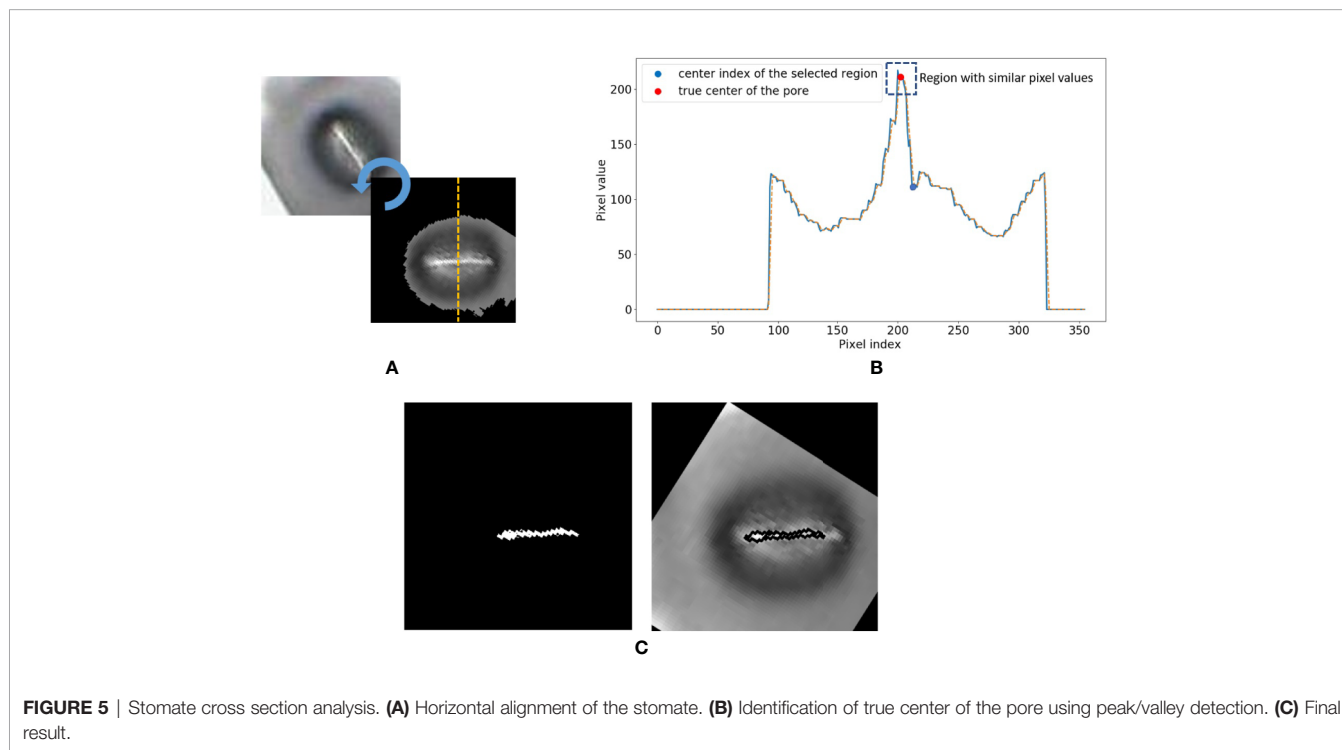 center index of the selected region
true center of the pore
Region with similar pixel values
200
150
100
50
0
Pixel value
0
50
100
150
200
250
300
350
Pixel index
A
B
C
FIGURE 5 | Stomate cross section analysis. (A) Horizontal alignment of the stomate. (B) Identification of true center of the pore using peak/valley detection. (C) Final
result.